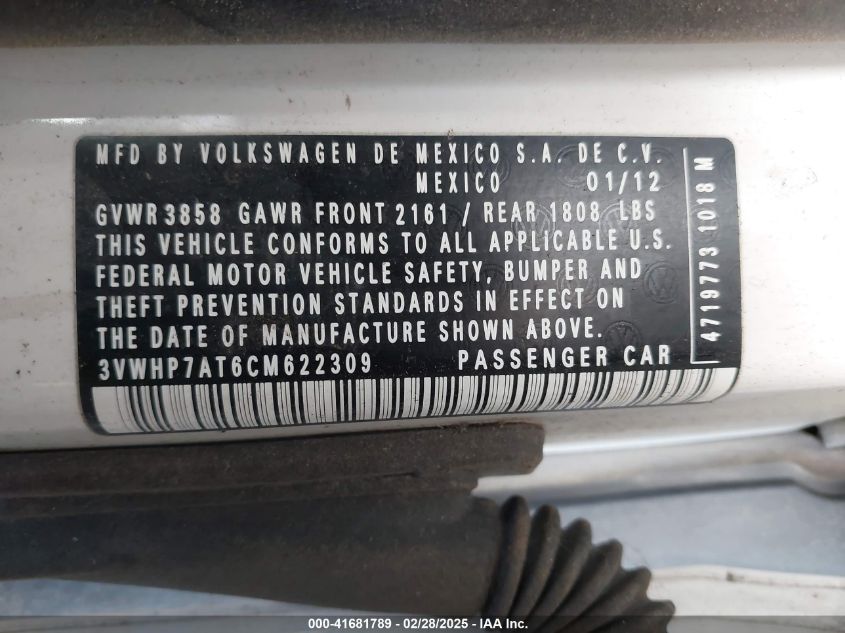 MFD BY VOLKSWAGEN DE MEXICO S.A. DE C.V.
MEXICO 01/12
GVWR 3858 GAWR FRONT 2161 / REAR 1808 LBS
THIS VEHICLE CONFORMS TO ALL APPLICABLE U.S.
FEDERAL MOTOR VEHICLE SAFETY, BUMPER AND
THEFT PREVENTION STANDARDS IN EFFECT ON
THE DATE OF MANUFACTURE SHOWN ABOVE.
3VWHP7AT6CM622309 PASSENGER CAR
4719773 1018 M
000-41681789 - 02/28/2025 - IAA Inc.